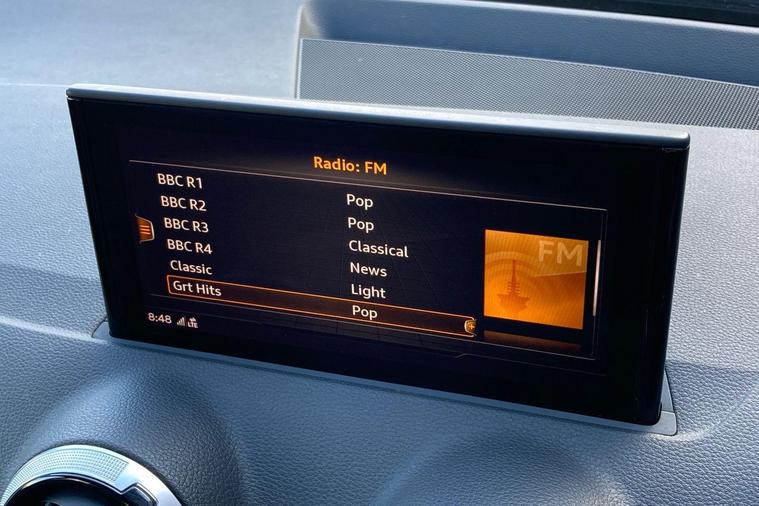 Radio: FM
BBC R1 Pop
BBC R2 Pop
BBC R3 Classical
BBC R4 News
Classic Light
Grt Hits Pop
FM
8:48 LTE